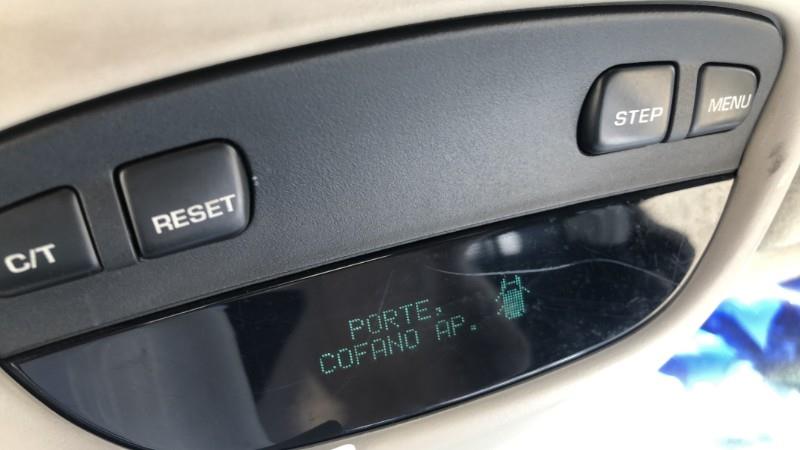 STEP
MENU
C/T
RESET
PORTE,
COFANO AP.